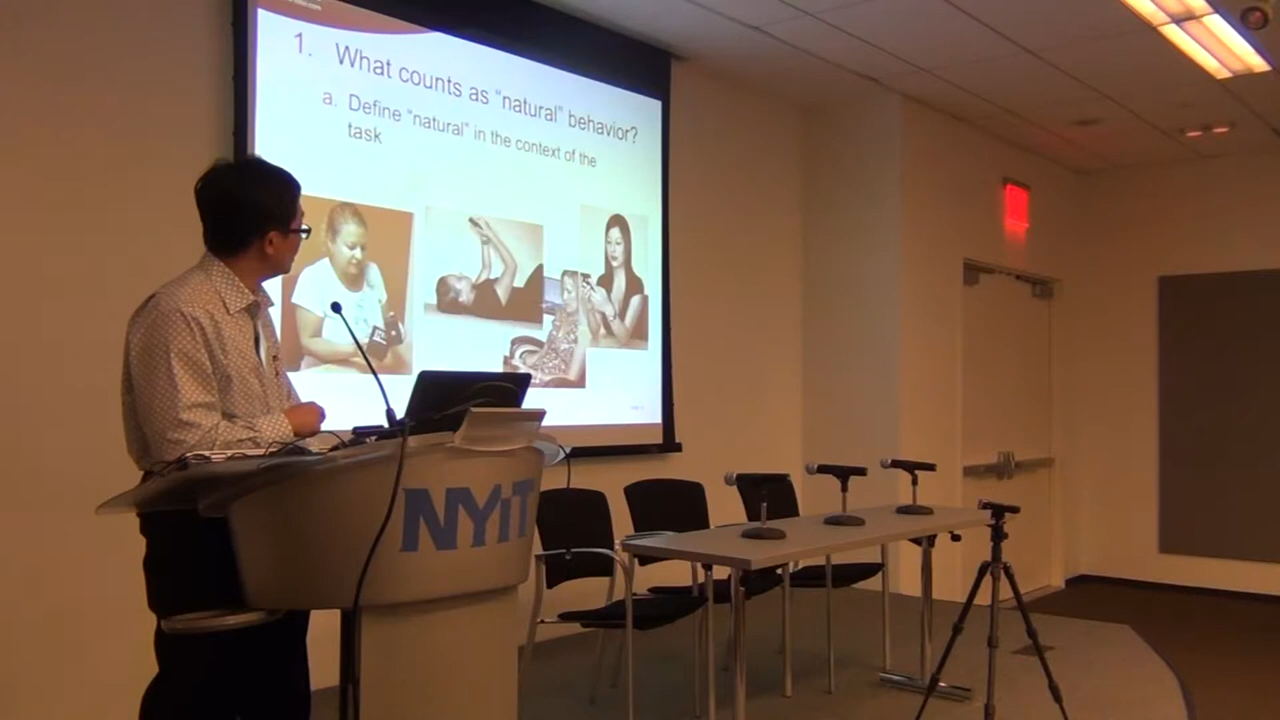 1. What counts as "natural" behavior?
a. Define "natural" in the context of the
task
NYIT